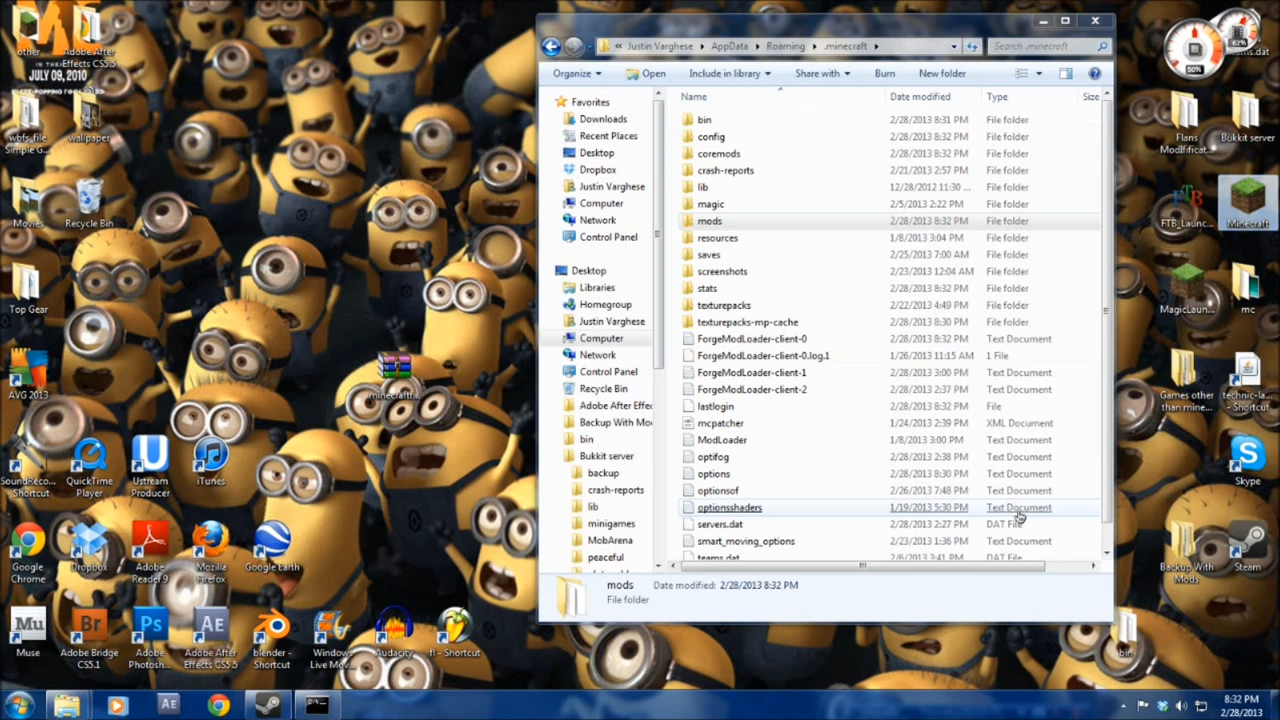 other
Adobe After
Effects CS5.5
IN THE
JULY 09, 2010
wbfs_file
Simple G...
wallpaper
Movies
Recycle Bin
Top Gear
AVG 2013
SoundReco...
Shortcut
QuickTime
Player
Ustream
Producer
iTunes
Google
Chrome
Dropbox
Adobe
Reader 9
Mozilla
Firefox
Google Earth
Mu
Muse
Br
Adobe Bridge
CS5.1
Ps
Adobe
Photosh...
AE
Adobe After
Effects CS5.5
blender -
Shortcut
Windows
Live Mov...
Audacity
fl - Shortcut
minecraft...
« Justin Varghese
AppData
Roaming
.minecraft
Search .minecraft
Organize
Open
Include in library
Share with
Burn
New folder
Favorites
Downloads
Recent Places
Desktop
Dropbox
Justin Varghese
Computer
Network
Control Panel
Desktop
Libraries
Homegroup
Justin Varghese
Computer
Network
Control Panel
Recycle Bin
Adobe After Effec
Backup With Mo
bin
Bukkit server
backup
crash-reports
lib
minigames
MobArena
peaceful
Name Date modified Type Size
bin 2/28/2013 8:31 PM File folder
config 2/28/2013 8:32 PM File folder
coremods 2/28/2013 8:32 PM File folder
crash-reports 2/21/2013 2:57 PM File folder
lib 12/28/2012 11:30 ... File folder
magic 2/5/2013 2:22 PM File folder
mods 2/28/2013 8:32 PM File folder
resources 1/8/2013 3:04 PM File folder
saves 2/25/2013 7:00 AM File folder
screenshots 2/23/2013 12:04 AM File folder
stats 2/28/2013 8:32 PM File folder
texturepacks 2/22/2013 4:49 PM File folder
texturepacks-mp-cache 2/28/2013 8:30 PM File folder
ForgeModLoader-client-0 2/28/2013 8:32 PM Text Document
ForgeModLoader-client-0.log.1 1/26/2013 11:15 AM 1 File
ForgeModLoader-client-1 2/28/2013 3:00 PM Text Document
ForgeModLoader-client-2 2/28/2013 2:37 PM Text Document
lastlogin 2/28/2013 8:32 PM File
mcpatcher 1/24/2013 2:39 PM XML Document
ModLoader 1/8/2013 3:00 PM Text Document
optifog 2/28/2013 2:38 PM Text Document
options 2/28/2013 8:30 PM Text Document
optionsof 2/26/2013 7:48 PM Text Document
optionsshaders 1/19/2013 5:30 PM Text Document
servers.dat 2/28/2013 2:27 PM DAT File
smart_moving_options 2/23/2013 1:36 PM Text Document
teams.dat 2/6/2013 3:41 PM DAT File
mods Date modified: 2/28/2013 8:32 PM
File folder
50%
62%
Flans
Modlfificat...
Bukkit server
FTB_Launc...
Minecraft
MagicLaun...
mc
Games other
than mine...
technic-la...
- Shortcut
Skype
Backup With
Mods
Steam
bin
AE
8:32 PM
2/28/2013